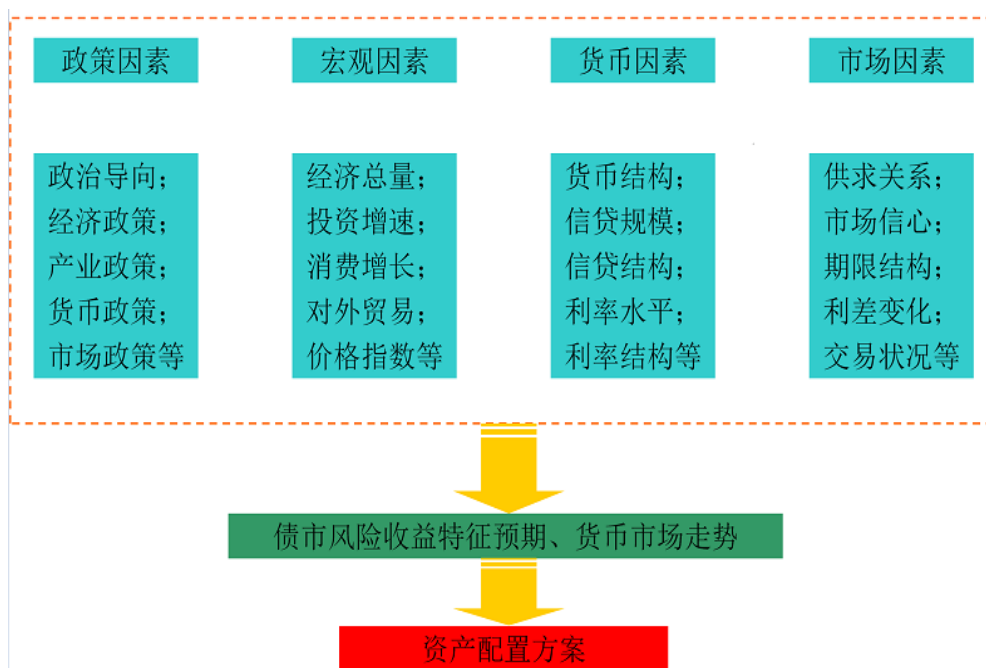 政策因素
宏观因素
货币因素
市场因素
政治导向；
经济政策；
产业政策；
货币政策；
市场政策等
经济总量；
投资增速；
消费增长；
对外贸易；
价格指数等
货币结构；
信贷规模；
信贷结构；
利率水平；
利率结构等
供求关系；
市场信心；
期限结构；
利差变化；
交易状况等
债市风险收益特征预期、货币市场走势
资产配置方案